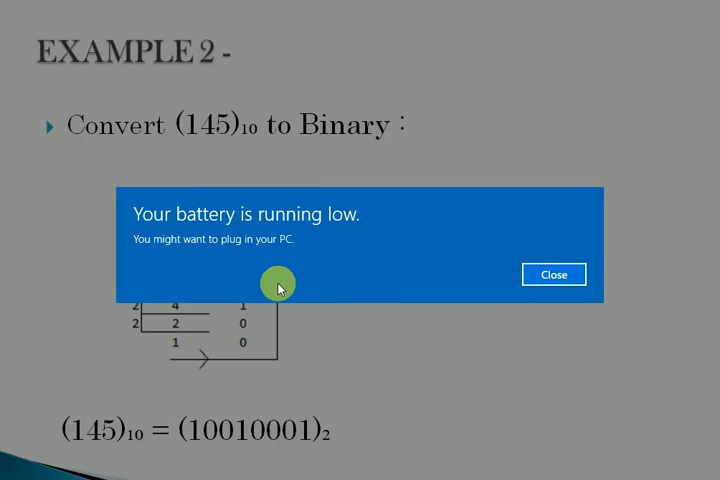 EXAMPLE 2 -
Convert (145)₁₀ to Binary :
Your battery is running low.
You might want to plug in your PC.
Close
2 4 1
2 2 0
1 0
(145)₁₀ = (10010001)₂